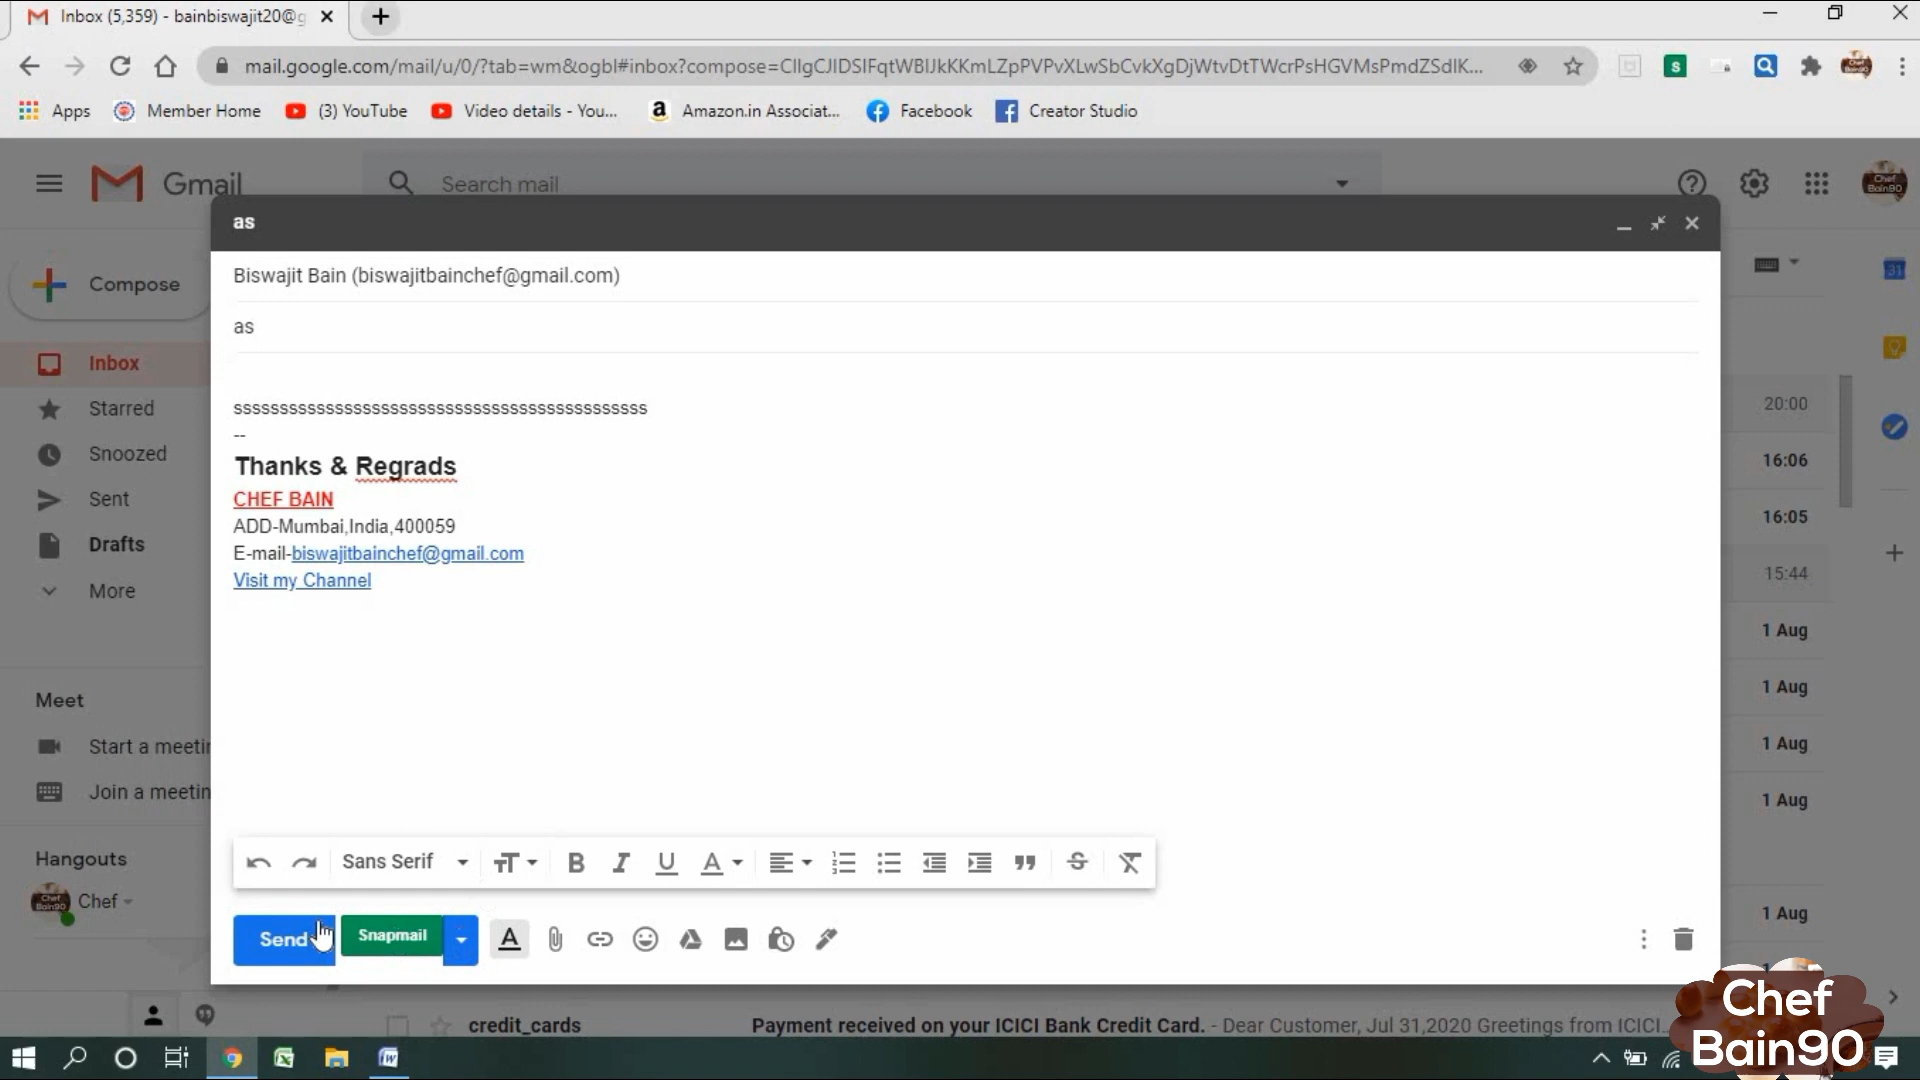 Inbox (5,359) - bainbiswajit20@g
mail.google.com/mail/u/0/?tab=wm&ogbl#inbox?compose=CllgCJlDSlFqtWBlJkKKmLZpPVPvXLwSbCvkXgDjWtvDtTWcrPsHGVMsPmdZSdlK...
Apps Member Home (3) YouTube Video details - You... Amazon.in Associat... Facebook Creator Studio
Gmail
Search mail
Chef
Bain90
as
Compose
Biswajit Bain (biswajitbainchef@gmail.com)
as
Inbox
Starred
Snoozed
Sent
Drafts
More
sssssssssssssssssssssssssssssssssssssssssssss
--
Thanks & Regrads
CHEF BAIN
ADD-Mumbai,India,400059
E-mail-biswajitbainchef@gmail.com
Visit my Channel
20:00
16:06
16:05
15:44
1 Aug
1 Aug
1 Aug
1 Aug
1 Aug
Meet
Start a meetin
Join a meetin
Hangouts
Chef
Sans Serif
Send Snapmail
credit_cards Payment received on your ICICI Bank Credit Card. - Dear Customer, Jul 31,2020 Greetings from ICICI...
Chef
Bain90